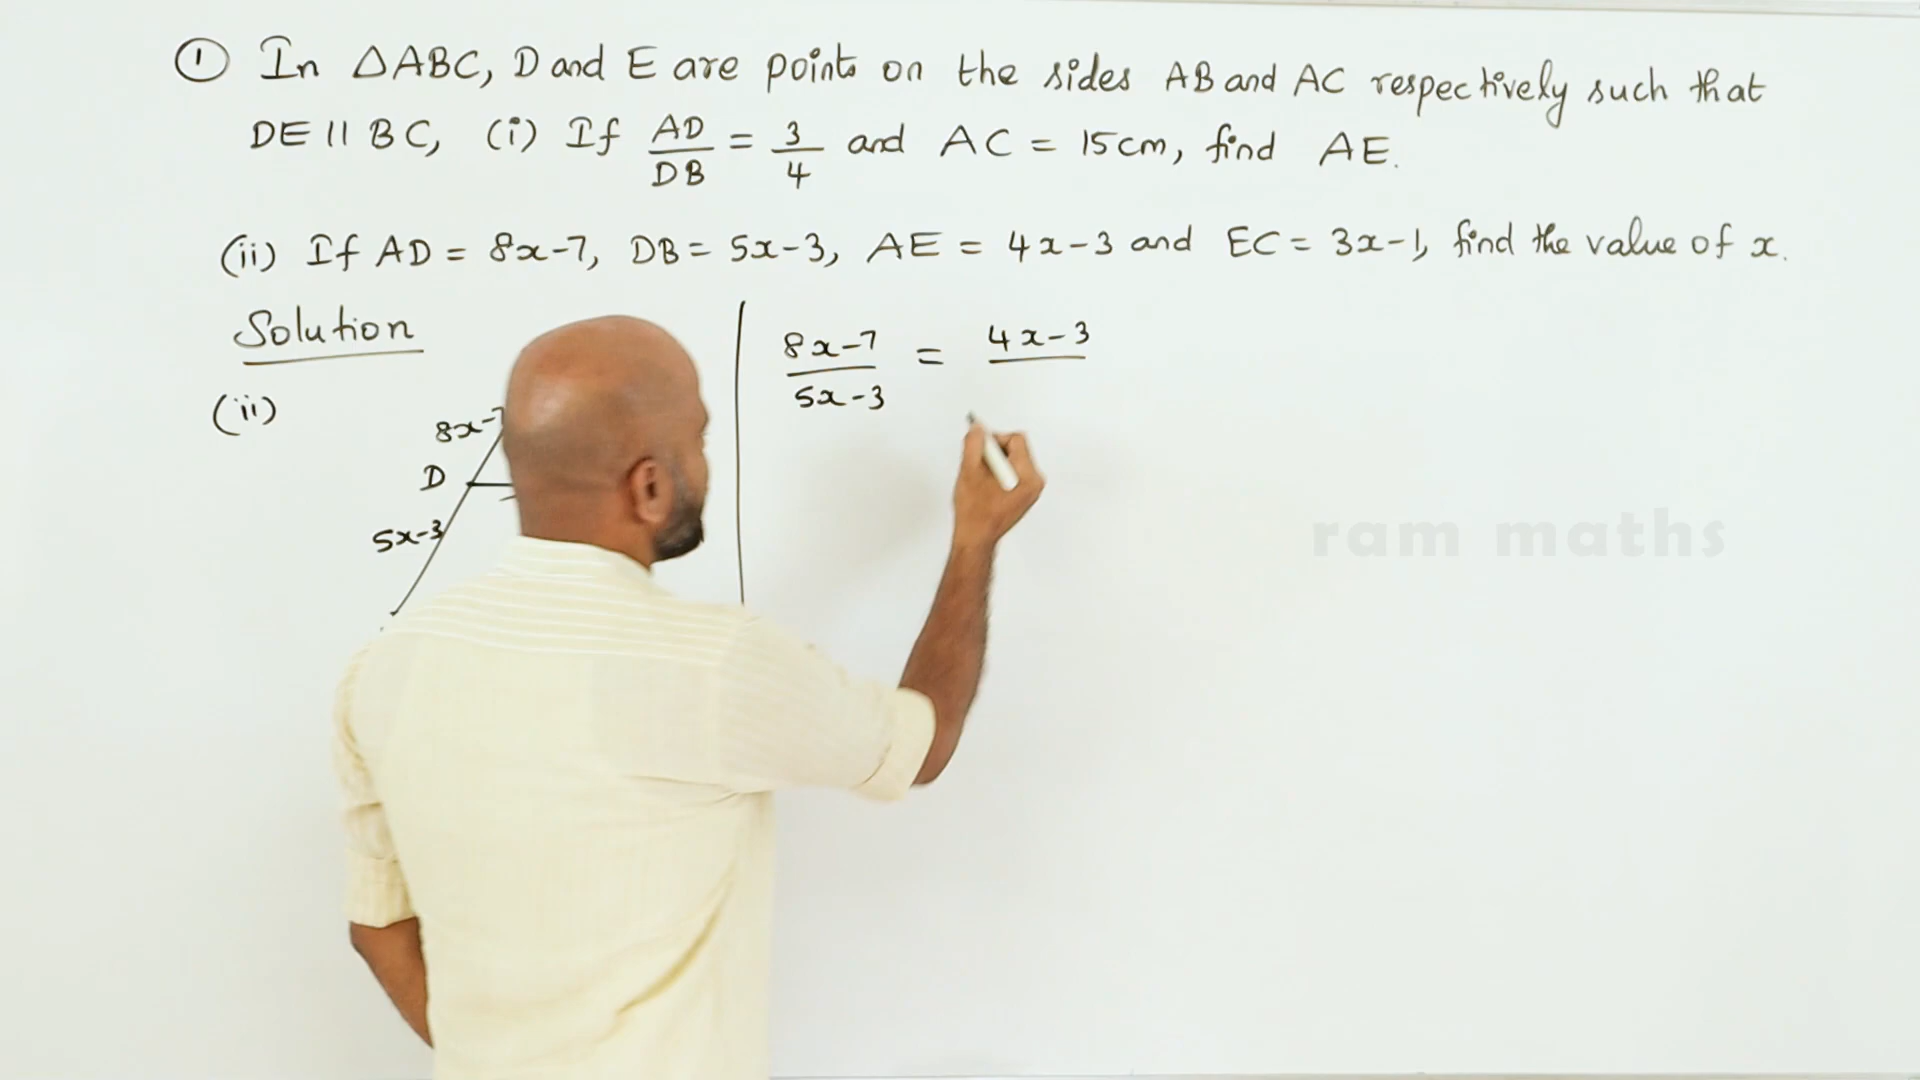 ① In △ABC, D and E are points on the sides AB and AC respectively such that
DE || BC, (i) If AD/DB = 3/4 and AC = 15cm, find AE.
(ii) If AD = 8x-7, DB = 5x-3, AE = 4x-3 and EC = 3x-1, find the value of x.
Solution
(ii)
8x-7
D
5x-3
8x-7/5x-3 = 4x-3
ram maths